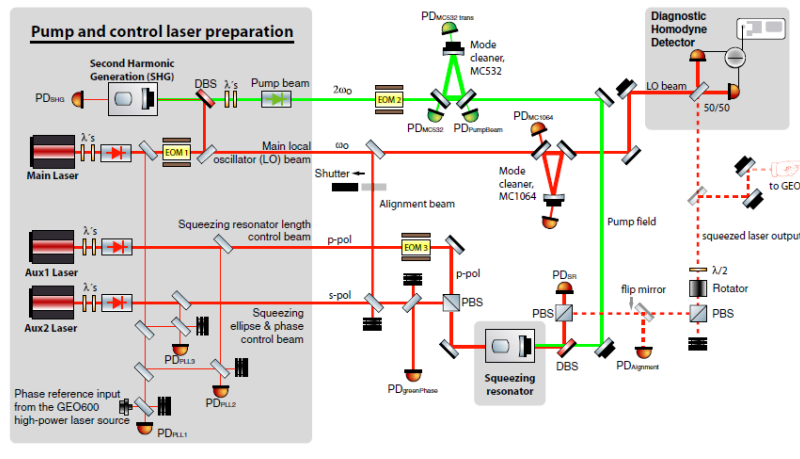 Pump and control laser preparation
Second Harmonic
Generation (SHG)
DBS
λ´s
Pump beam
PDSHG
2ω0
EOM 2
PDMC532 trans
Mode
cleaner,
MC532
PDMC532
PDPumpBeam
Diagnostic
Homodyne
Detector
LO beam
50/50
λ´s
Main Laser
EOM 1
Main local
oscillator (LO) beam
ω0
Shutter
Alignment beam
PDMC1064
Mode
cleaner,
MC1064
to GEO
squeezed laser output
Pump field
Squeezing resonator length
control beam
λ´s
Aux1 Laser
p-pol
EOM 3
p-pol
PBS
λ´s
Aux2 Laser
s-pol
Squeezing
ellipse & phase
control beam
PDSR
PBS
flip mirror
λ/2
Rotator
PBS
PDPLL3
PDPLL2
PDPLL1
Phase reference input
from the GEO600
high-power laser source
PDgreenPhase
Squeezing
resonator
DBS
PDAlignment